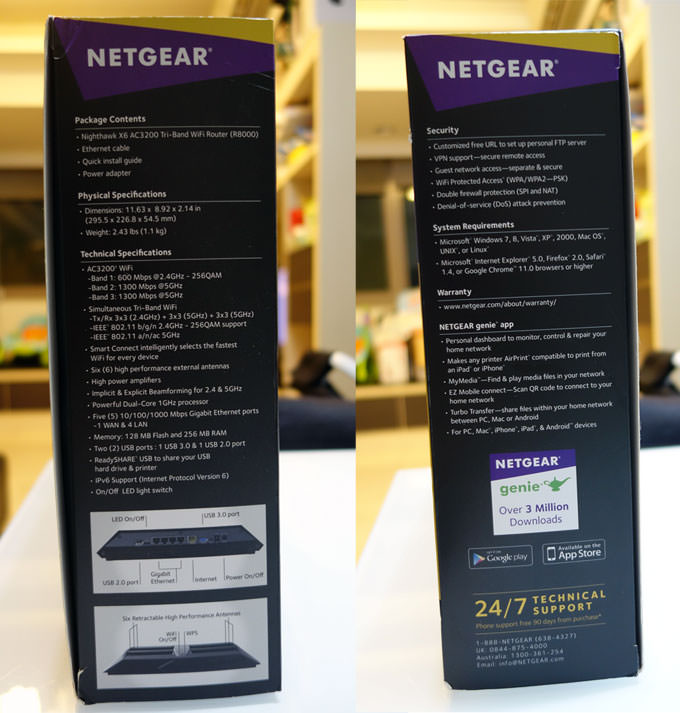 NETGEAR®
Package Contents
• Nighthawk X6 AC3200 Tri-Band WiFi Router (R8000)
• Ethernet cable
• Quick install guide
• Power adapter
Physical Specifications
• Dimensions: 11.63 x 8.92 x 2.14 in
(295.5 x 226.8 x 54.5 mm)
• Weight: 2.43 lbs (1.1 kg)
Technical Specifications
• AC3200† WiFi
-Band 1: 600 Mbps @2.4GHz – 256QAM
-Band 2: 1300 Mbps @5GHz
-Band 3: 1300 Mbps @5GHz
• Simultaneous Tri-Band WiFi
-Tx/Rx 3x3 (2.4GHz) + 3x3 (5GHz) + 3x3 (5GHz)
-IEEE® 802.11 b/g/n 2.4GHz – 256QAM support
-IEEE® 802.11 a/n/ac 5GHz
• Smart Connect intelligently selects the fastest
WiFi for every device
• Six (6) high performance external antennas
• High power amplifiers
• Implicit & Explicit Beamforming for 2.4 & 5GHz
• Powerful Dual-Core 1GHz processor
• Five (5) 10/100/1000 Mbps Gigabit Ethernet ports
-1 WAN & 4 LAN
• Memory: 128 MB Flash and 256 MB RAM
• Two (2) USB ports : 1 USB 3.0 & 1 USB 2.0 port
• ReadySHARE® USB to share your USB
hard drive & printer
• IPv6 Support (Internet Protocol Version 6)
• On/Off LED light switch
LED On/Off
USB 3.0 port
USB 2.0 port
Gigabit
Ethernet
Internet
Power On/Off
Six Retractable High Performance Antennas
WiFi
On/Off
WPS
NETGEAR®
Security
• Customized free URL to set up personal FTP server
• VPN support—secure remote access
• Guest network access—separate & secure
• WiFi Protected Access® (WPA/WPA2—PSK)
• Double firewall protection (SPI and NAT)
• Denial-of-service (DoS) attack prevention
System Requirements
• Microsoft® Windows 7, 8, Vista®, XP®, 2000, Mac OS®,
UNIX®, or Linux®
• Microsoft® Internet Explorer® 5.0, Firefox® 2.0, Safari®
1.4, or Google Chrome™ 11.0 browsers or higher
Warranty
• www.netgear.com/about/warranty/
NETGEAR genie® app
• Personal dashboard to monitor, control & repair your
home network
• Makes any printer AirPrint® compatible to print from
an iPad® or iPhone®
• MyMedia™—Find & play media files in your network
• EZ Mobile connect—Scan QR code to connect to your
home network
• Turbo Transfer—share files within your home network
between PC, Mac or Android
• For PC, Mac®, iPhone®, iPad®, & Android™ devices
NETGEAR®
genie®
Over 3 Million
Downloads
Google play
Available on the
App Store
24/7 TECHNICAL
SUPPORT
Phone support free 90 days from purchase*
1-888-NETGEAR (638-4327)
UK: 0844-875-4000
Australia: 1300-361-254
Email: info@NETGEAR.com